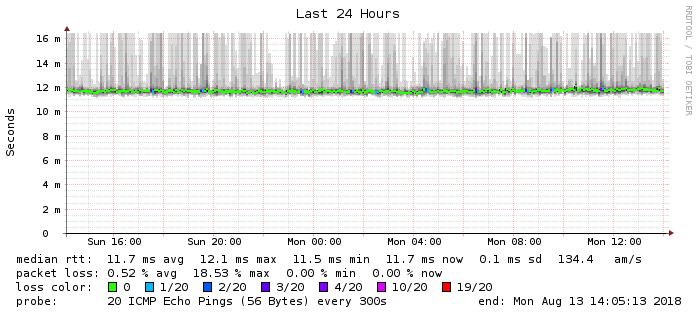 Last 24 Hours
RRDTOOL / TOBI OETIKER
Seconds
16 m
14 m
12 m
10 m
8 m
6 m
4 m
2 m
0
Sun 16:00 Sun 20:00 Mon 00:00 Mon 04:00 Mon 08:00 Mon 12:00
median rtt: 11.7 ms avg 12.1 ms max 11.5 ms min 11.7 ms now 0.1 ms sd 134.4 am/s
packet loss: 0.52 % avg 18.53 % max 0.00 % min 0.00 % now
loss color: 0 1/20 2/20 3/20 4/20 10/20 19/20
probe: 20 ICMP Echo Pings (56 Bytes) every 300s end: Mon Aug 13 14:05:13 2018